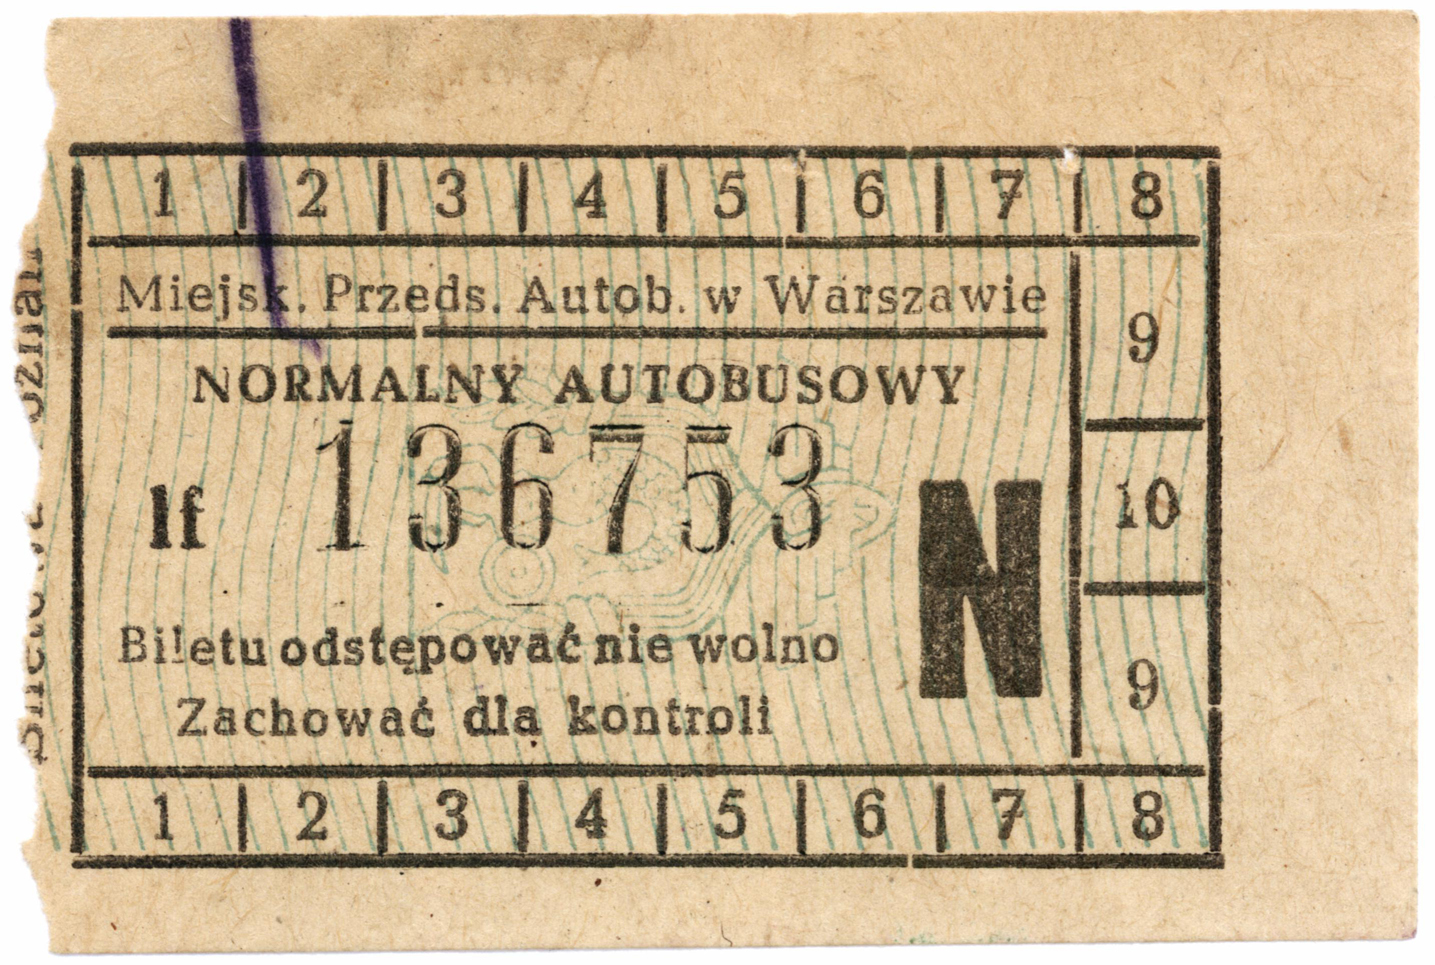 1 2 3 4 5 6 7 8
Miejsk. Przeds. Autob. w Warszawie
9
NORMALNY AUTOBUSOWY
lf 136753
N
10
Biletu odstępować nie wolno
9
Zachować dla kontroli
1 2 3 4 5 6 7 8